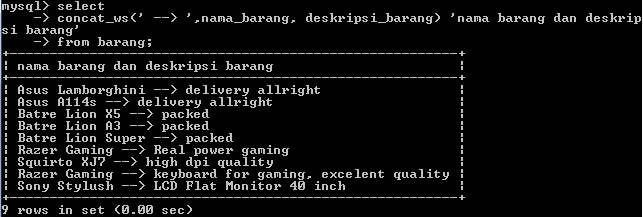 mysql> select
    -> concat_ws(' --> ',nama_barang, deskripsi_barang) 'nama barang dan deskrip
si barang'
    -> from barang;
+-----------------------------------------------------+
| nama barang dan deskripsi barang                    |
+-----------------------------------------------------+
| Asus Lamborghini --> delivery allright              |
| Asus A114s --> delivery allright                    |
| Batre Lion X5 --> packed                            |
| Batre Lion A3 --> packed                            |
| Batre Lion Super --> packed                         |
| Razer Gaming --> Real power gaming                  |
| Squirto XJ7 --> high dpi quality                    |
| Razer Gaming --> keyboard for gaming, excelent quality |
| Sony Stylush --> LCD Flat Monitor 40 inch           |
+-----------------------------------------------------+
9 rows in set (0.00 sec)